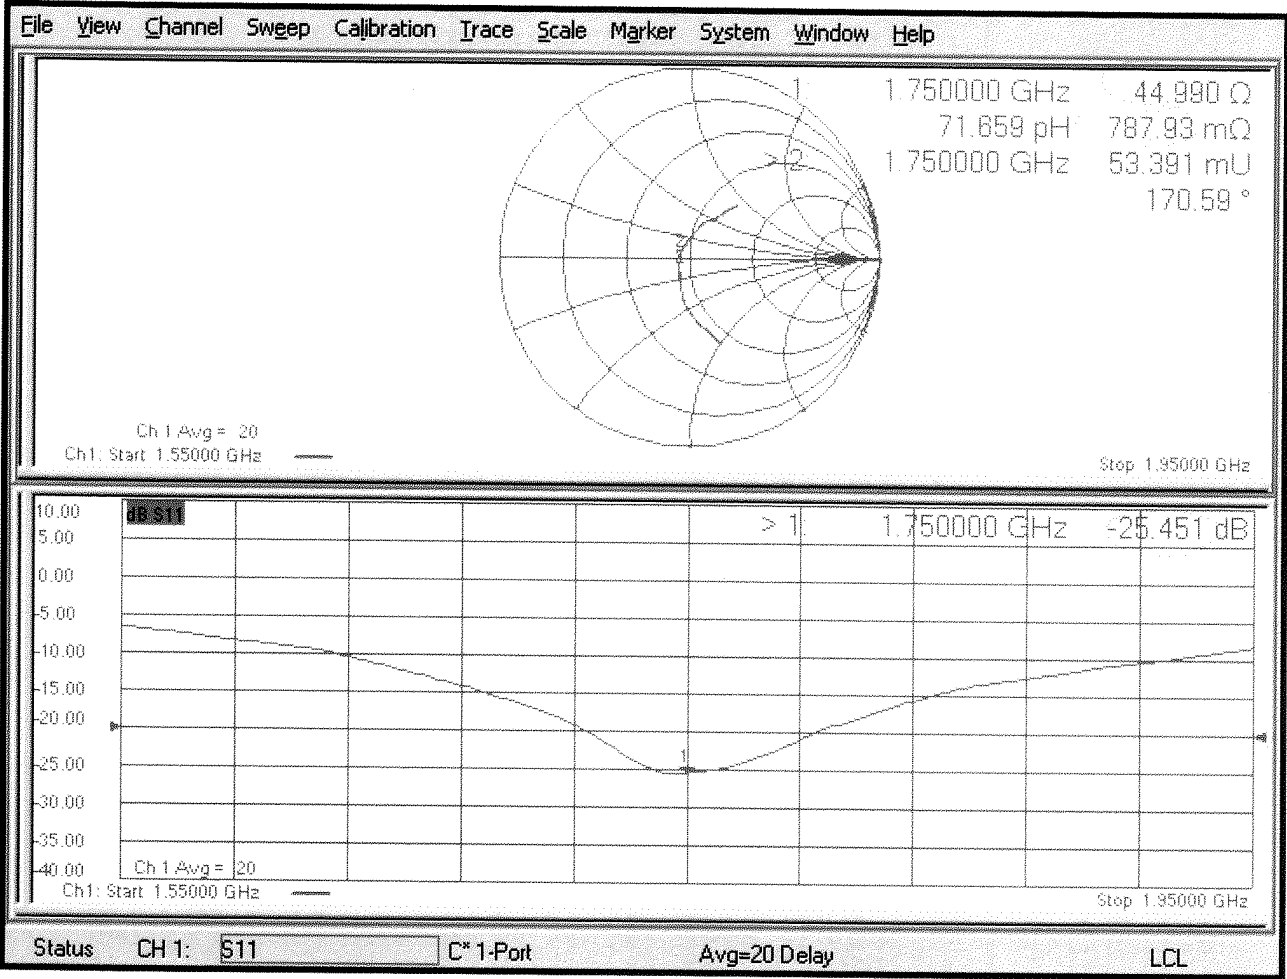 File View Channel Sweep Calibration Trace Scale Marker System Window Help
1: 1.750000 GHz 44.990 Ω
71.659 pH 787.93 mΩ
> 2: 1.750000 GHz 53.391 mU
170.59 °
2
1
Ch 1 Avg = 20
Ch1: Start 1.55000 GHz
Stop 1.95000 GHz
10.00
dB S11
> 1: 1.750000 GHz -25.451 dB
5.00
0.00
-5.00
-10.00
-15.00
-20.00
-25.00
1
-30.00
-35.00
-40.00
Ch 1 Avg = 20
Ch1: Start 1.55000 GHz
Stop 1.95000 GHz
Status CH 1: S11 C* 1-Port Avg=20 Delay LCL